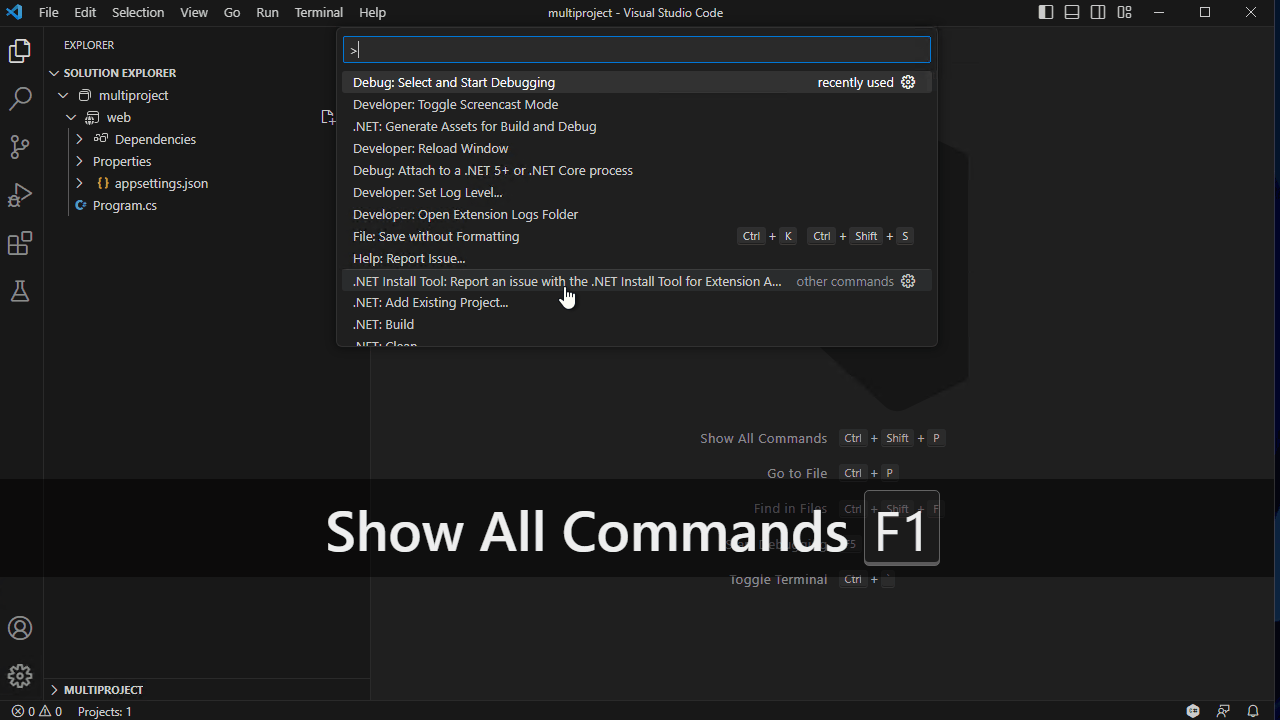 File Edit Selection View Go Run Terminal Help multiproject - Visual Studio Code
EXPLORER
SOLUTION EXPLORER
multiproject
web
Dependencies
Properties
{} appsettings.json
C# Program.cs
>
Debug: Select and Start Debugging recently used
Developer: Toggle Screencast Mode
.NET: Generate Assets for Build and Debug
Developer: Reload Window
Debug: Attach to a .NET 5+ or .NET Core process
Developer: Set Log Level...
Developer: Open Extension Logs Folder
File: Save without Formatting Ctrl + K Ctrl + Shift + S
Help: Report Issue...
.NET Install Tool: Report an issue with the .NET Install Tool for Extension A... other commands
.NET: Add Existing Project...
.NET: Build
.NET: Clean
Show All Commands Ctrl + Shift + P
Go to File Ctrl + P
Find in Files Ctrl + Shift + F
Show All Commands F1
Debugging F5
Toggle Terminal Ctrl + `
MULTIPROJECT
0 0 Projects: 1